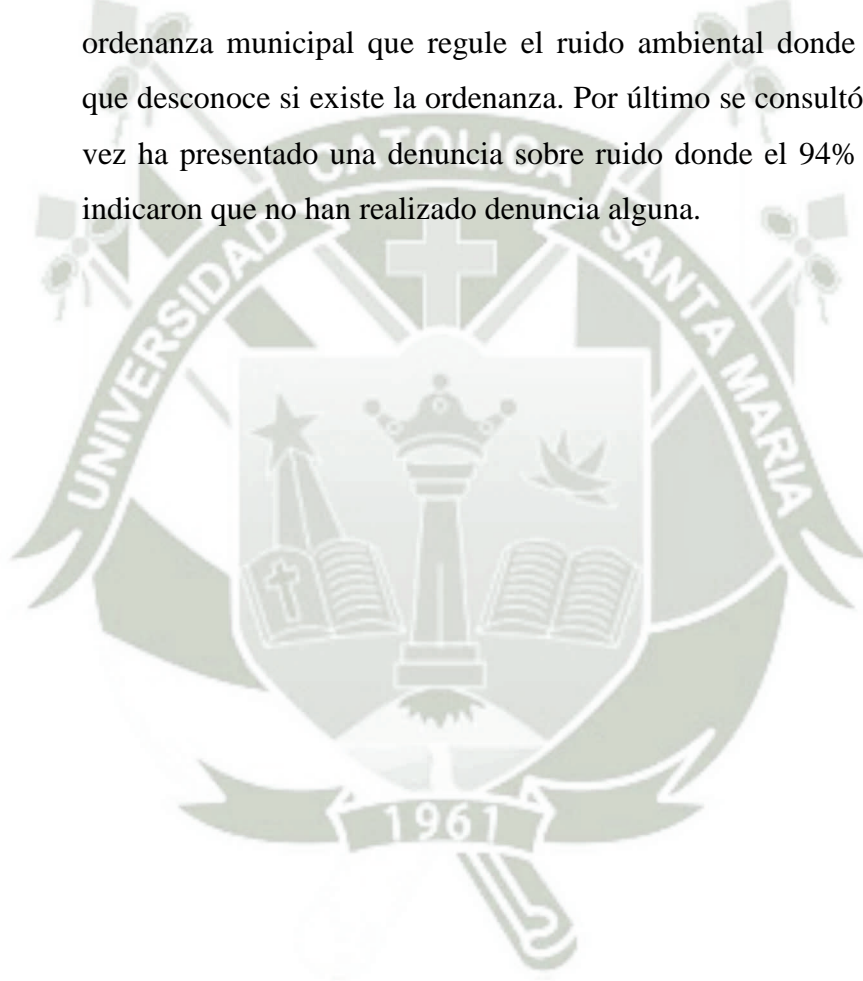 ordenanza municipal que regule el ruido ambiental donde
que desconoce si existe la ordenanza. Por último se consultó
vez ha presentado una denuncia sobre ruido donde el 94%
indicaron que no han realizado denuncia alguna.
UNIVERSIDAD CATOLICA SANTA MARIA
1961